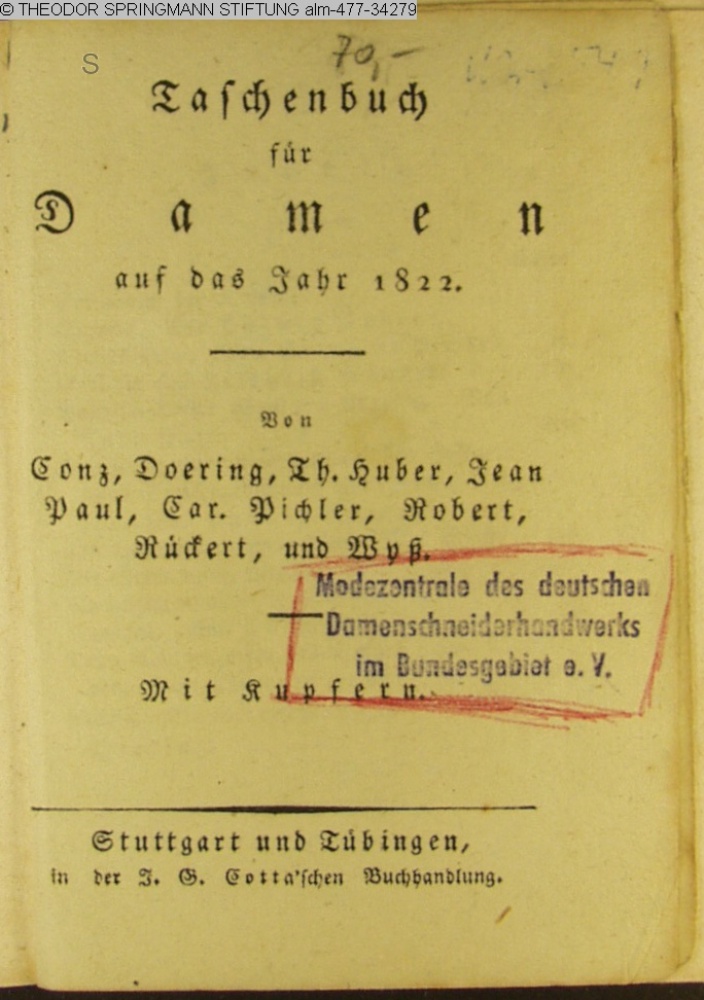 © THEODOR SPRINGMANN STIFTUNG alm-477-34279
S
70,-
Taschenbuch
für
Damen
auf das Jahr 1822.
Von
Conz, Doering, Th. Huber, Jean
Paul, Car. Pichler, Robert,
Rückert, und Wyß.
Modezentrale des deutschen
Damenschneiderhandwerks
im Bundesgebiet e. V.
Mit Kupfern.
Stuttgart und Tübingen,
in der J. G. Cotta'schen Buchhandlung.